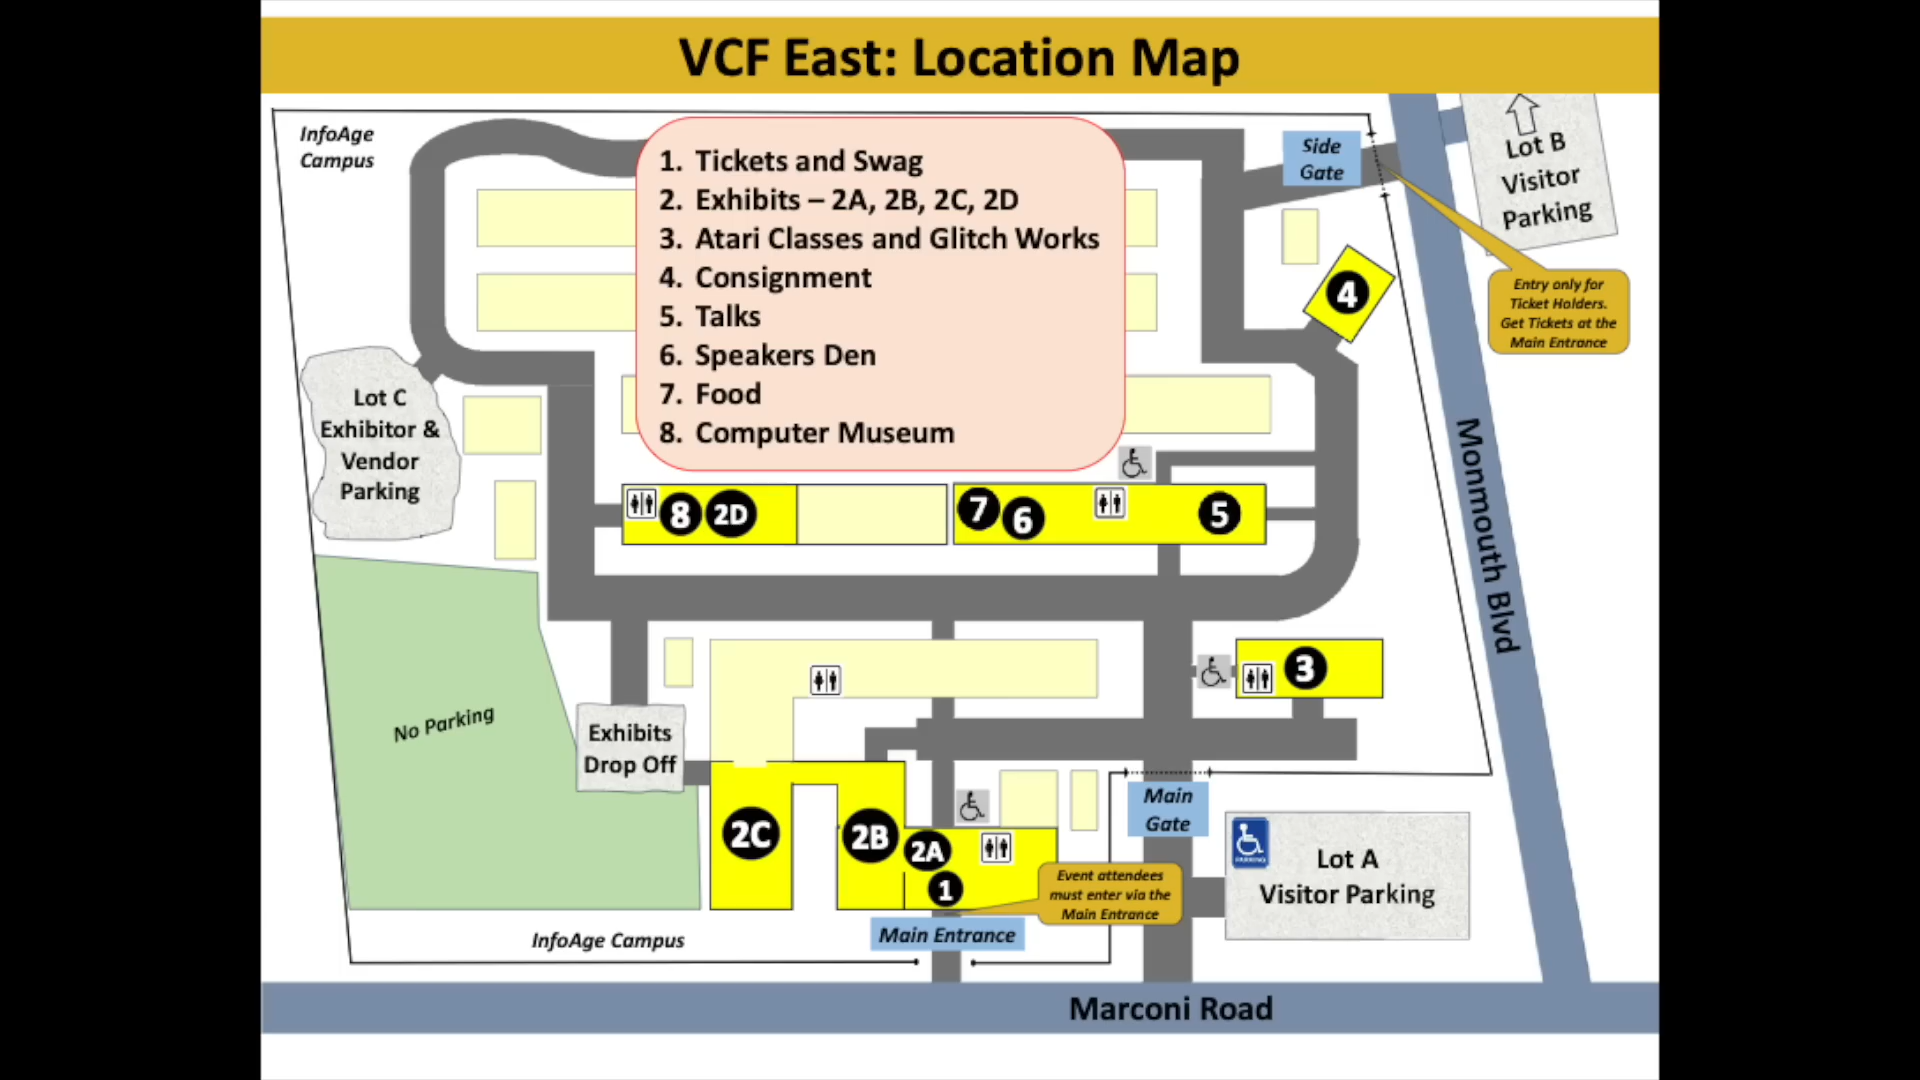 VCF East: Location Map
InfoAge
Campus
1. Tickets and Swag
2. Exhibits – 2A, 2B, 2C, 2D
3. Atari Classes and Glitch Works
4. Consignment
5. Talks
6. Speakers Den
7. Food
8. Computer Museum
Side
Gate
Lot B
Visitor
Parking
4
Entry only for
Ticket Holders.
Get Tickets at the
Main Entrance
Lot C
Exhibitor &
Vendor
Parking
Monmouth Blvd
8 2D
7 6 5
3
No Parking
Exhibits
Drop Off
Main
Gate
2C 2B 2A
1
PARKING
Lot A
Visitor Parking
Event attendees
must enter via the
Main Entrance
InfoAge Campus
Main Entrance
Marconi Road